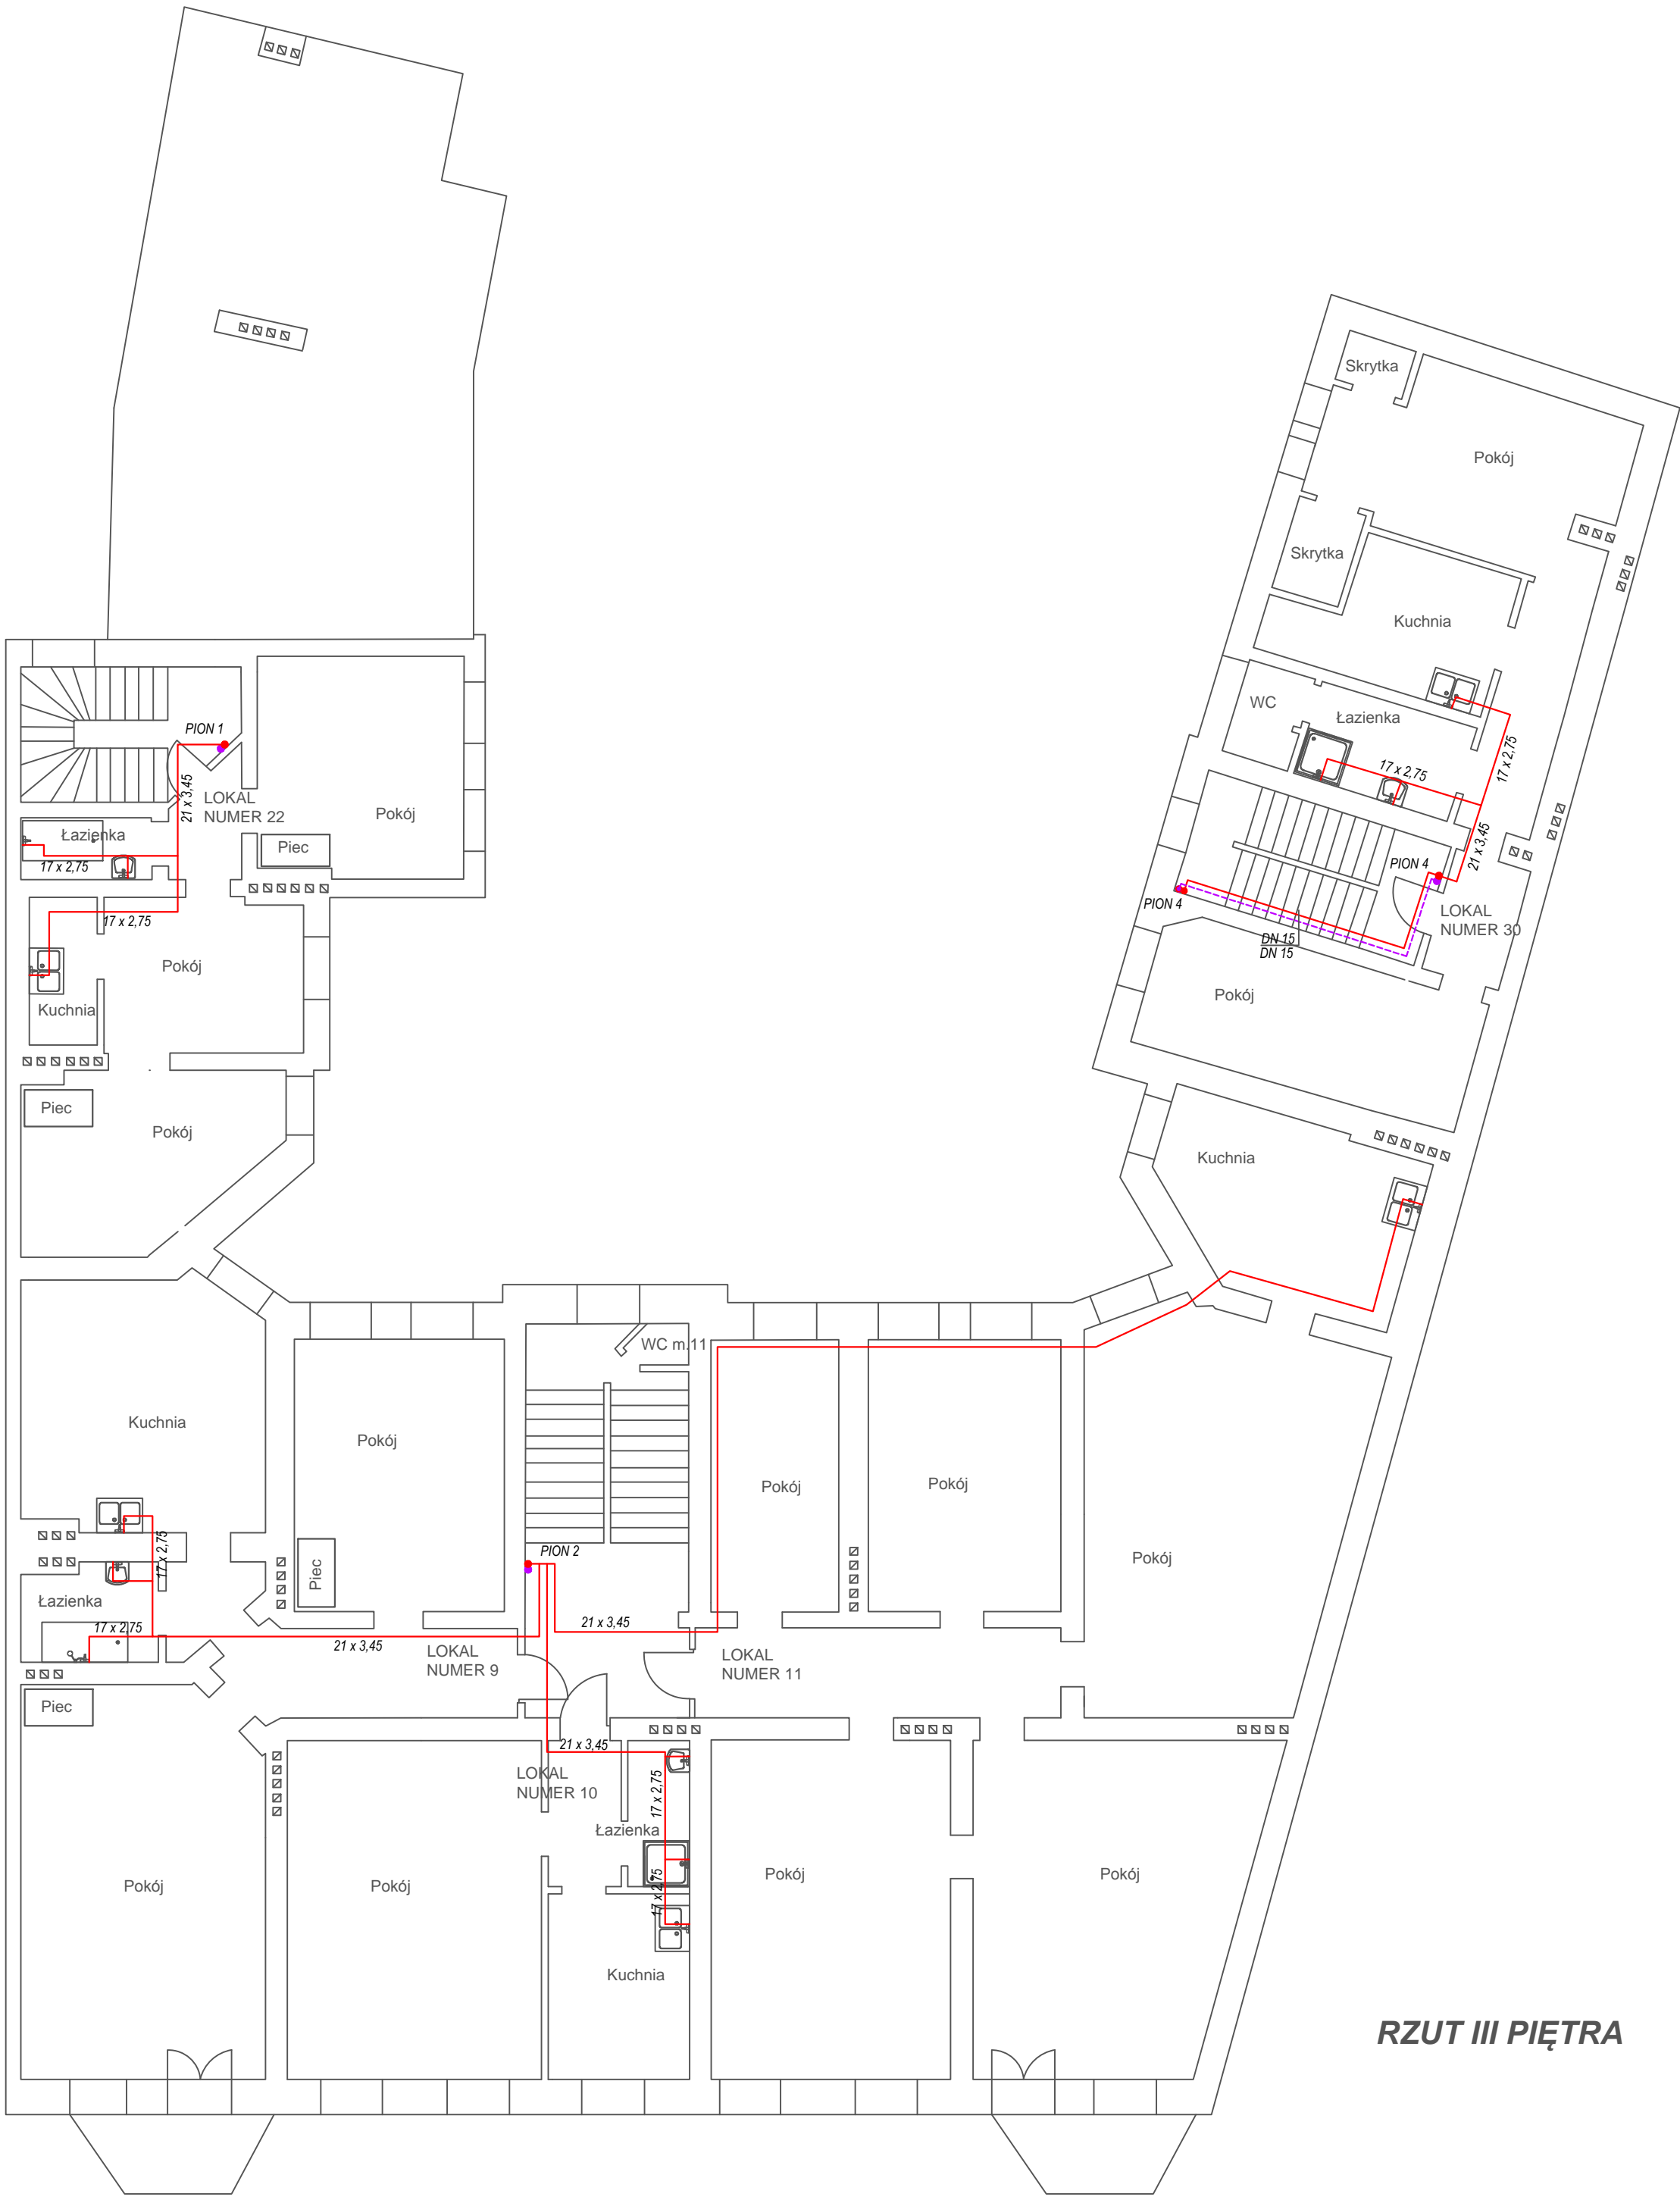 Skrytka
Pokój
Skrytka
Kuchnia
WC
Łazienka
17 x 2,75
17 x 2,75
21 x 3,45
PION 4
PION 4
LOKAL
NUMER 30
DN 15
DN 15
Pokój
Kuchnia
PION 1
21 x 3,45
LOKAL
NUMER 22
Pokój
Łazienka
Piec
17 x 2,75
17 x 2,75
Pokój
Kuchnia
Piec
Pokój
WC m.11
Kuchnia
Pokój
Pokój
Pokój
Pokój
17 x 2,75
PION 2
Piec
Łazienka
17 x 2,75
21 x 3,45
21 x 3,45
LOKAL
NUMER 9
LOKAL
NUMER 11
Piec
21 x 3,45
LOKAL
NUMER 10
17 x 2,75
Łazienka
17 x 2,75
Pokój
Pokój
Pokój
Pokój
Kuchnia
RZUT III PIĘTRA